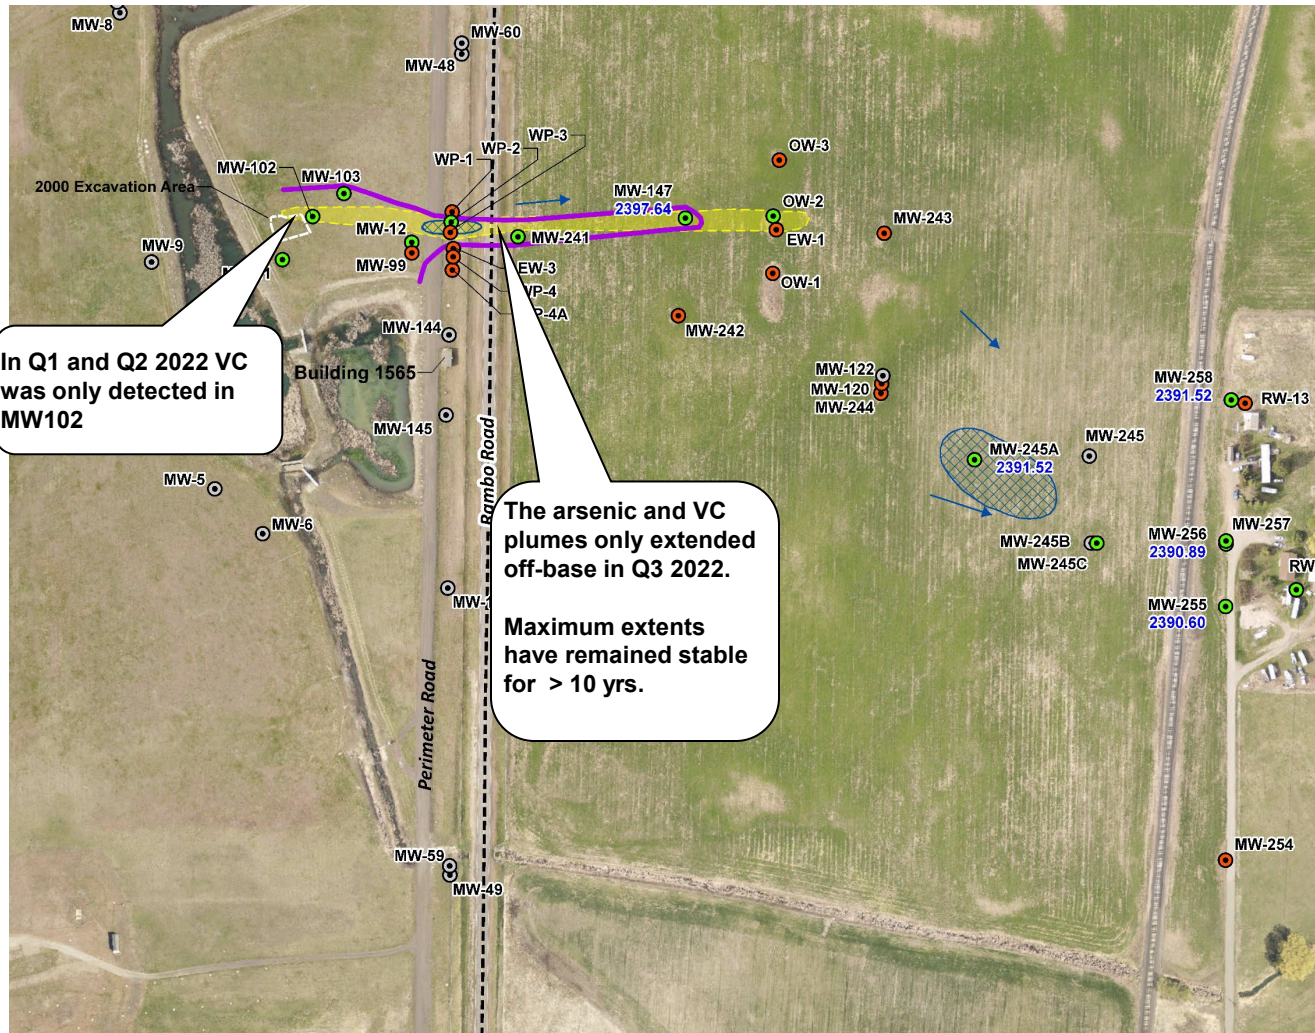 MW-8
MW-60
MW-48
WP-3
WP-2
WP-1
MW-102
MW-103
2000 Excavation Area
MW-147
2397.64
OW-3
OW-2
EW-1
MW-243
MW-9
MW-12
MW-99
MW-241
EW-3
WP-4
OW-1
MW-242
MW-144
Building 1565
MW-145
In Q1 and Q2 2022 VC
was only detected in
MW102
MW-122
MW-120
MW-244
MW-258
2391.52
RW-13
MW-245A
2391.52
MW-245
MW-5
MW-6
Rambo Road
The arsenic and VC
plumes only extended
off-base in Q3 2022.
Maximum extents
have remained stable
for > 10 yrs.
MW-245B
MW-245C
MW-256
2390.89
MW-257
RW
MW-255
2390.60
Perimeter Road
MW-59
MW-49
MW-254